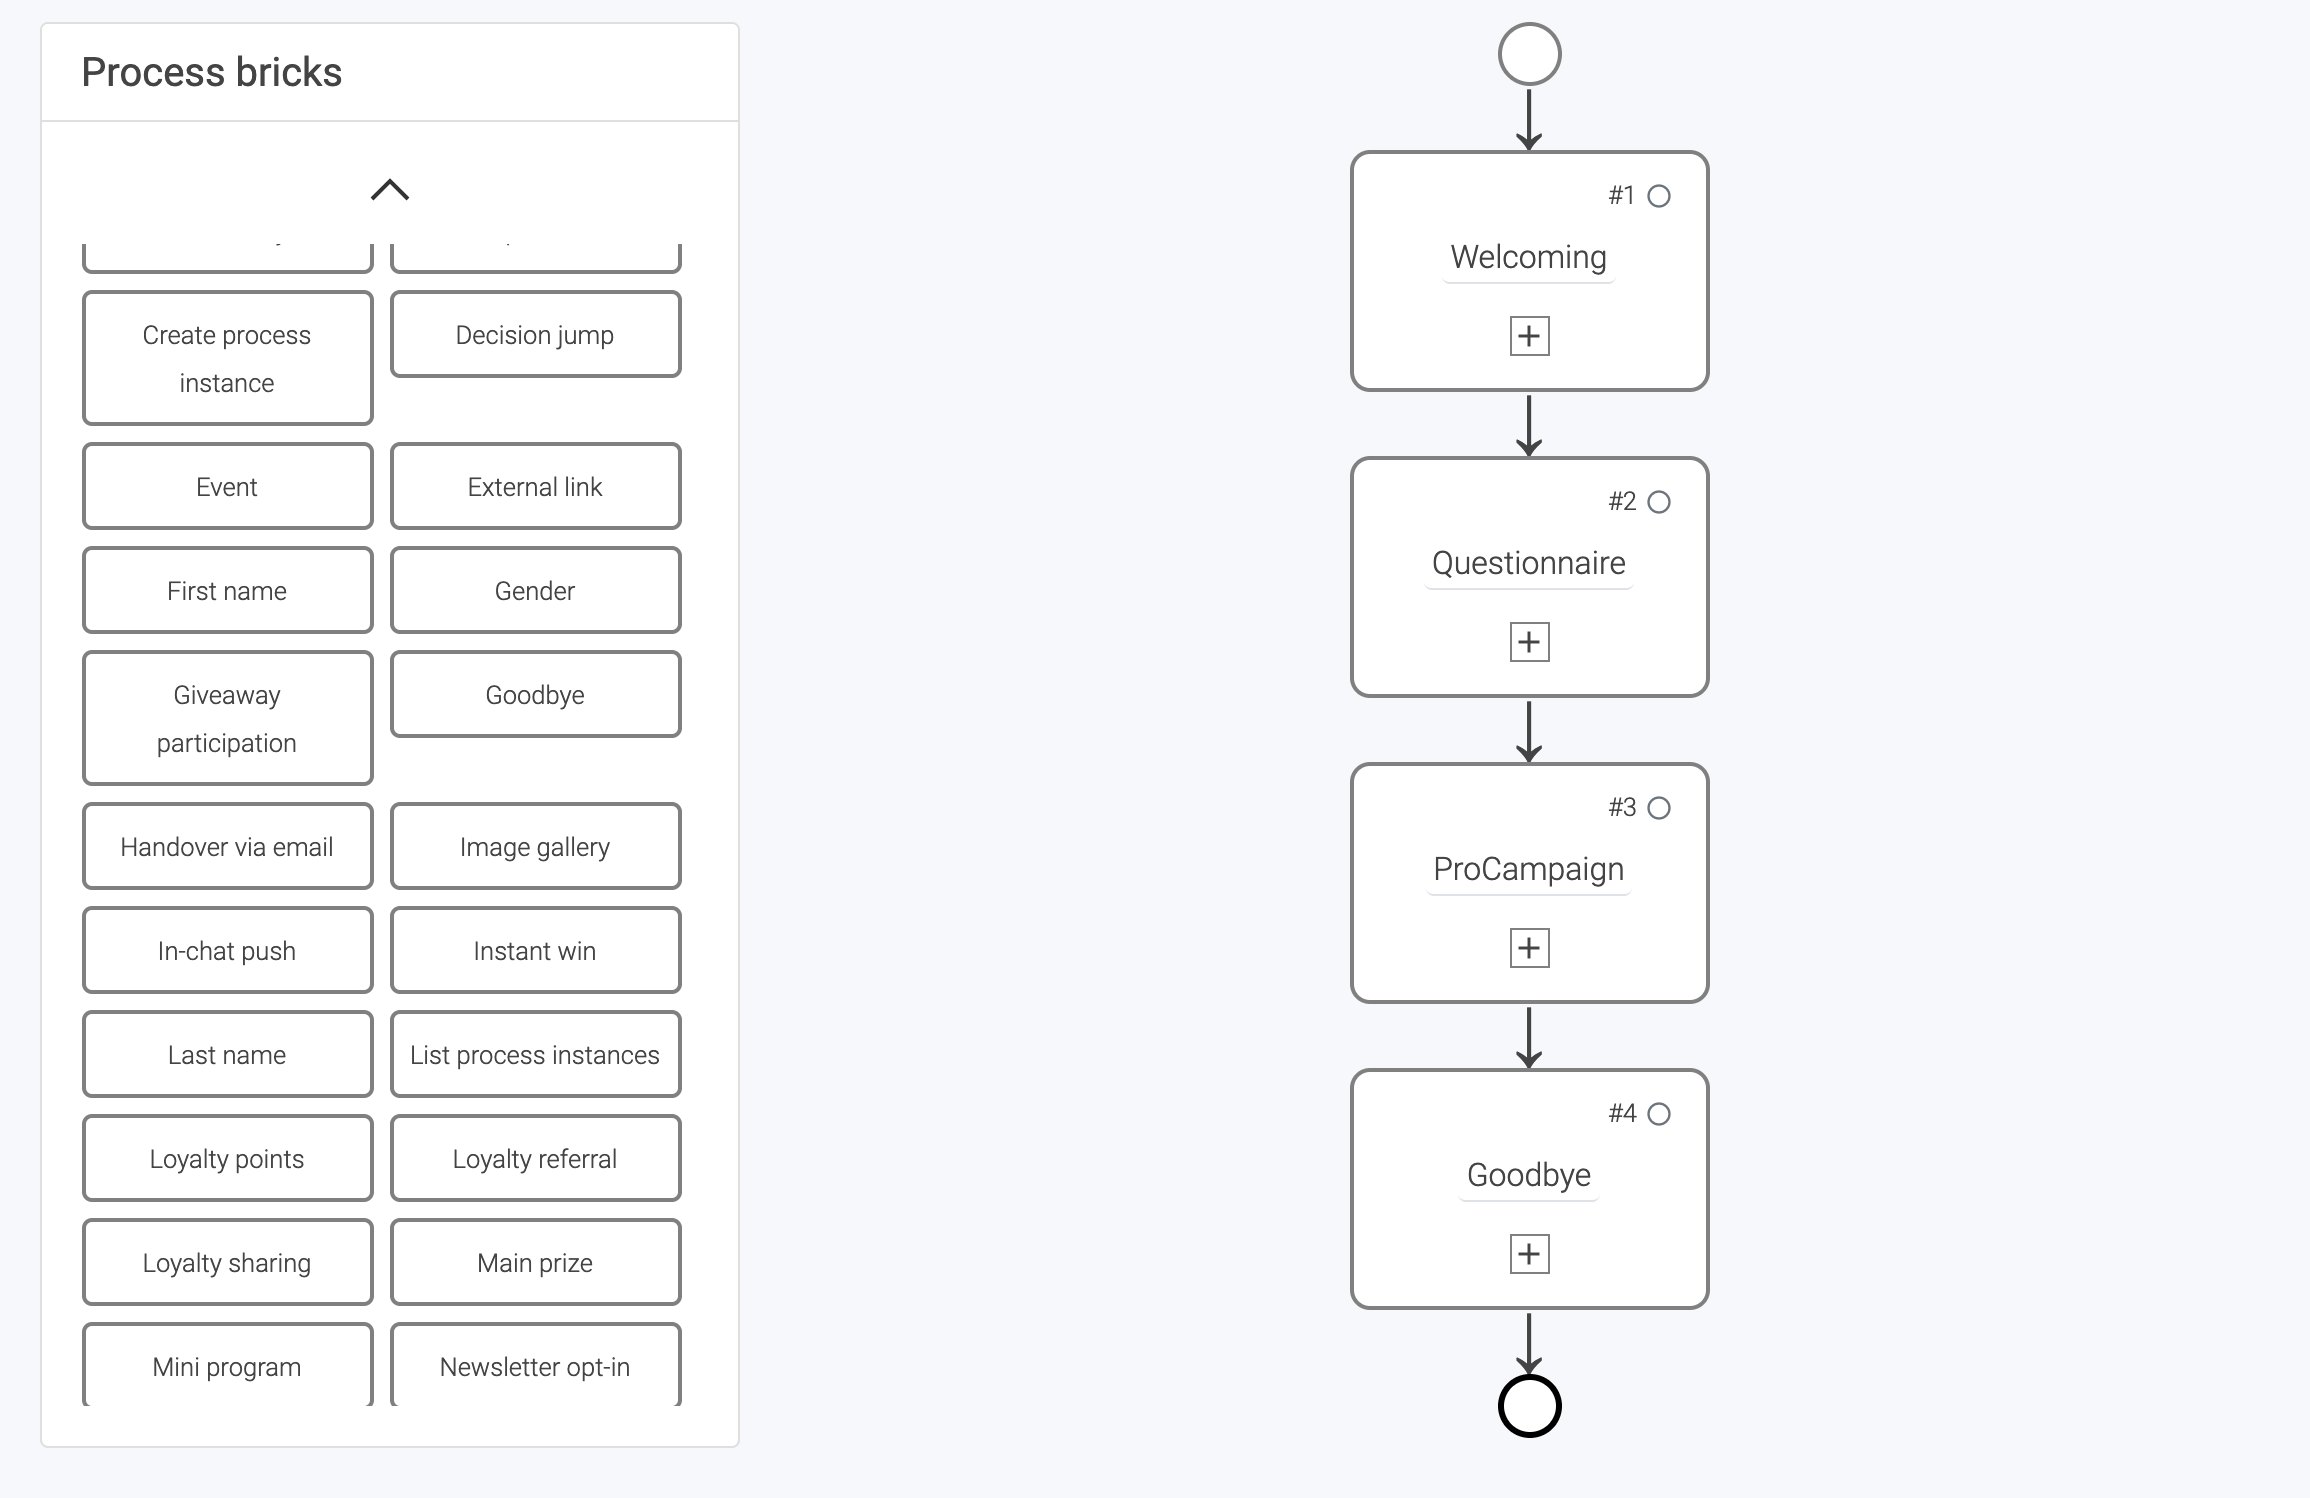 Process bricks
Create process
instance
Decision jump
Event
External link
First name
Gender
Giveaway
participation
Goodbye
Handover via email
Image gallery
In-chat push
Instant win
Last name
List process instances
Loyalty points
Loyalty referral
Loyalty sharing
Main prize
Mini program
Newsletter opt-in
#1
Welcoming
#2
Questionnaire
#3
ProCampaign
#4
Goodbye